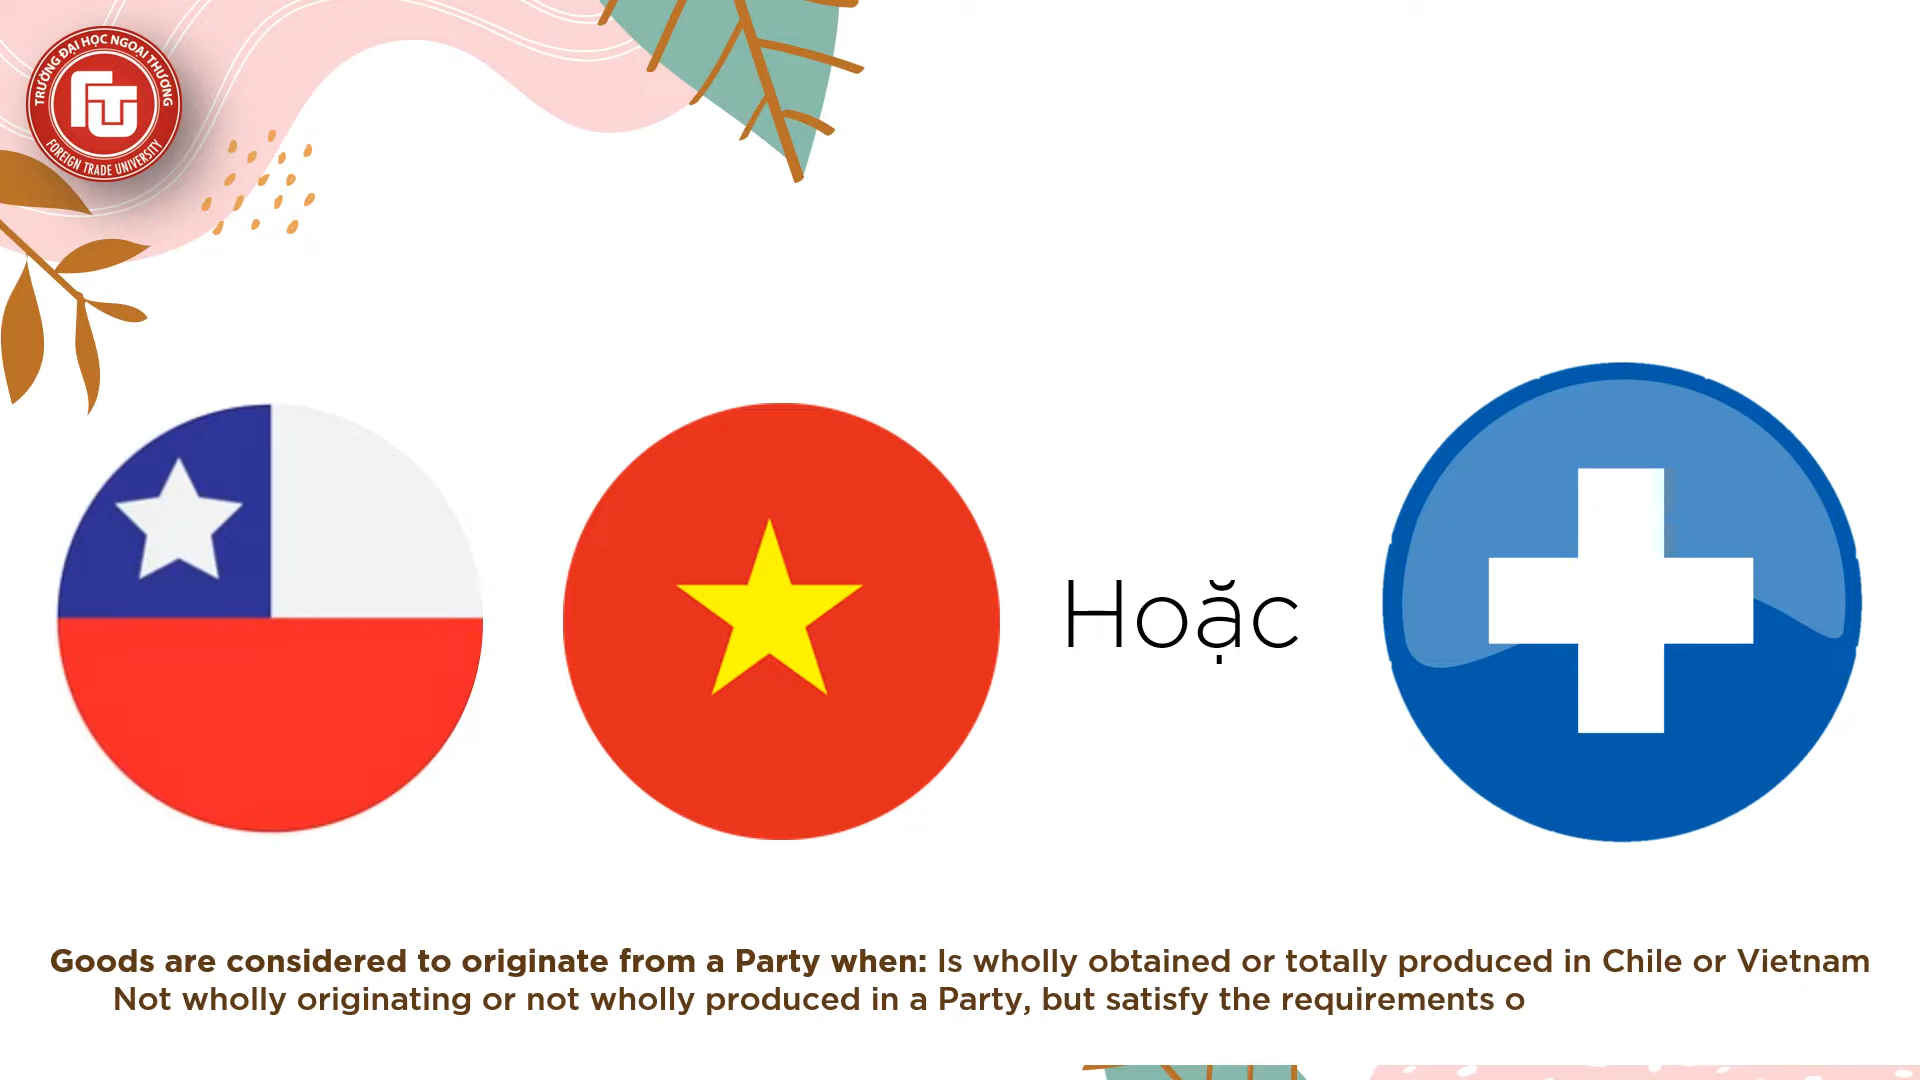 TRƯỜNG ĐẠI HỌC NGOẠI THƯƠNG
FOREIGN TRADE UNIVERSITY
Hoặc
Goods are considered to originate from a Party when: Is wholly obtained or totally produced in Chile or Vietnam
Not wholly originating or not wholly produced in a Party, but satisfy the requirements o